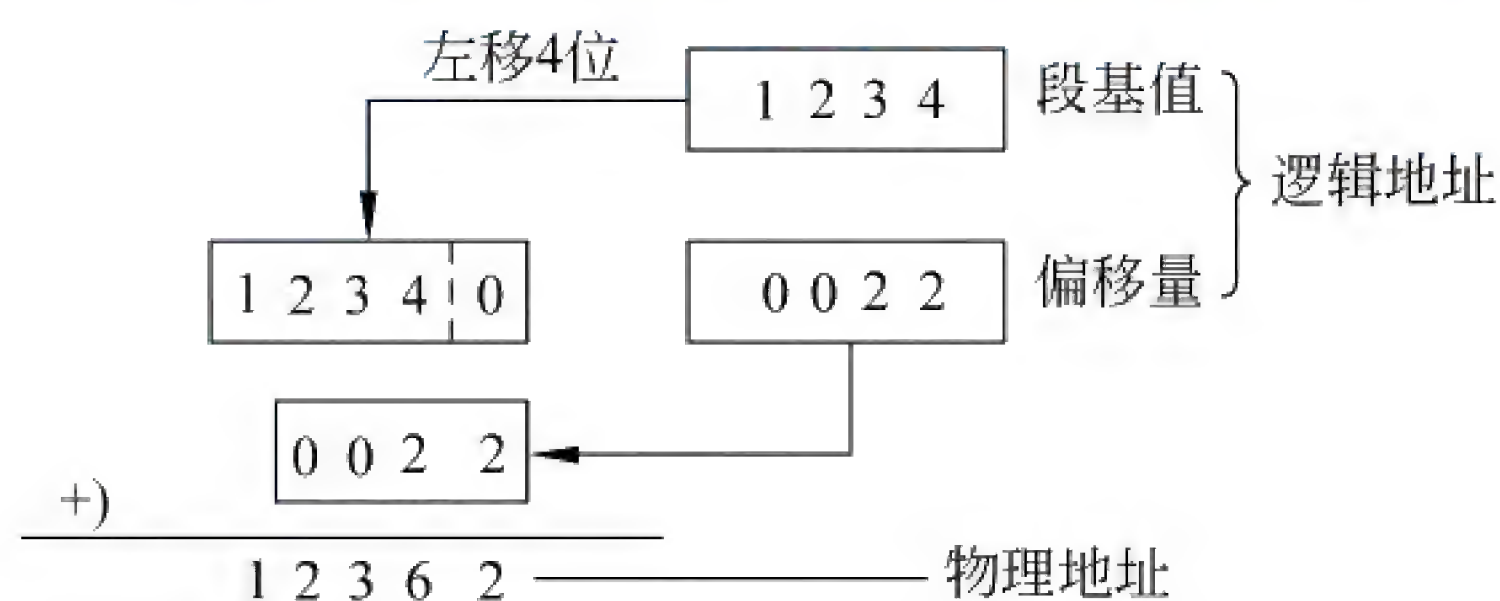 左移4位
1 2 3 4 段基值
逻辑地址
1 2 3 4 0
0 0 2 2 偏移量
0 0 2 2
+)
1 2 3 6 2 物理地址